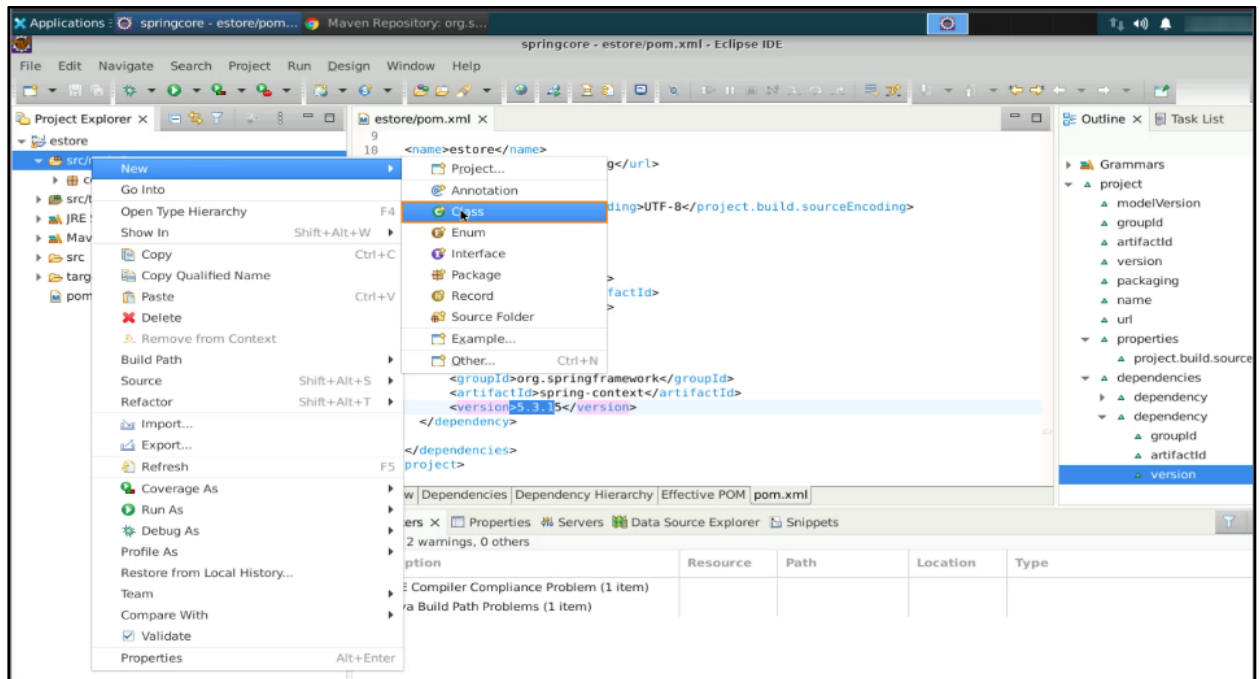 Applications springcore - estore/pom... Maven Repository: org.s...
springcore - estore/pom.xml - Eclipse IDE
File Edit Navigate Search Project Run Design Window Help
Project Explorer
estore/pom.xml
Outline Task List
estore
9
10 <name>estore</name>
g</url>
src/
New
Project...
Grammars
Go Into
Annotation
project
src/t
Open Type Hierarchy F4
Class
ding>UTF-8</project.build.sourceEncoding>
modelVersion
JRE
Show In Shift+Alt+W
Enum
groupId
Mav
Copy Ctrl+C
Interface
artifactId
src
Copy Qualified Name
Package
>
version
targ
Paste Ctrl+V
Record
factId>
packaging
pom
Delete
Source Folder
>
name
Remove from Context
Example...
url
Build Path
Other... Ctrl+N
properties
Source Shift+Alt+S
<groupId>org.springframework</groupId>
project.build.source
Refactor Shift+Alt+T
<artifactId>spring-context</artifactId>
dependencies
<version>5.3.15</version>
dependency
Import...
</dependency>
dependency
Export...
groupId
</dependencies>
artifactId
Refresh F5
project>
version
Coverage As
w Dependencies Dependency Hierarchy Effective POM pom.xml
Run As
ers Properties Servers Data Source Explorer Snippets
Debug As
2 warnings, 0 others
Profile As
ption Resource Path Location Type
Restore from Local History...
Team
E Compiler Compliance Problem (1 item)
va Build Path Problems (1 item)
Compare With
Validate
Properties Alt+Enter